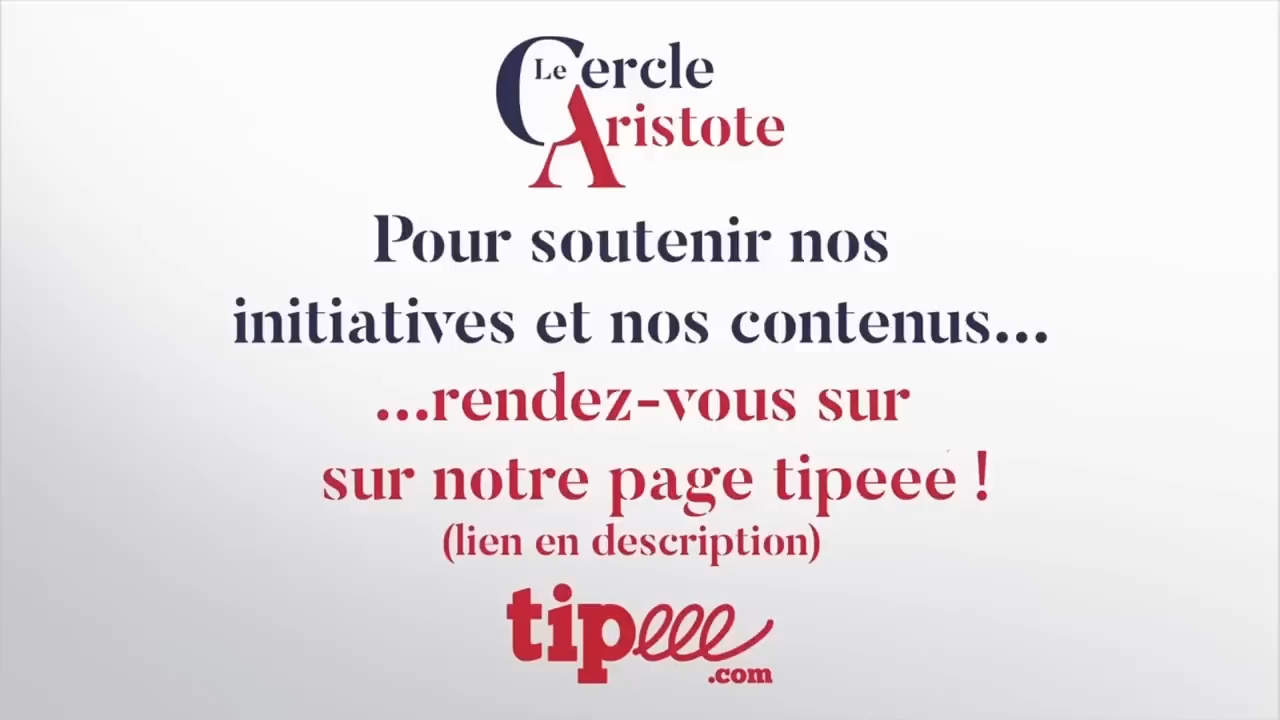 Le Cercle
Aristote
Pour soutenir nos
initiatives et nos contenus...
...rendez-vous sur
sur notre page tipeee !
(lien en description)
tipeee
.com